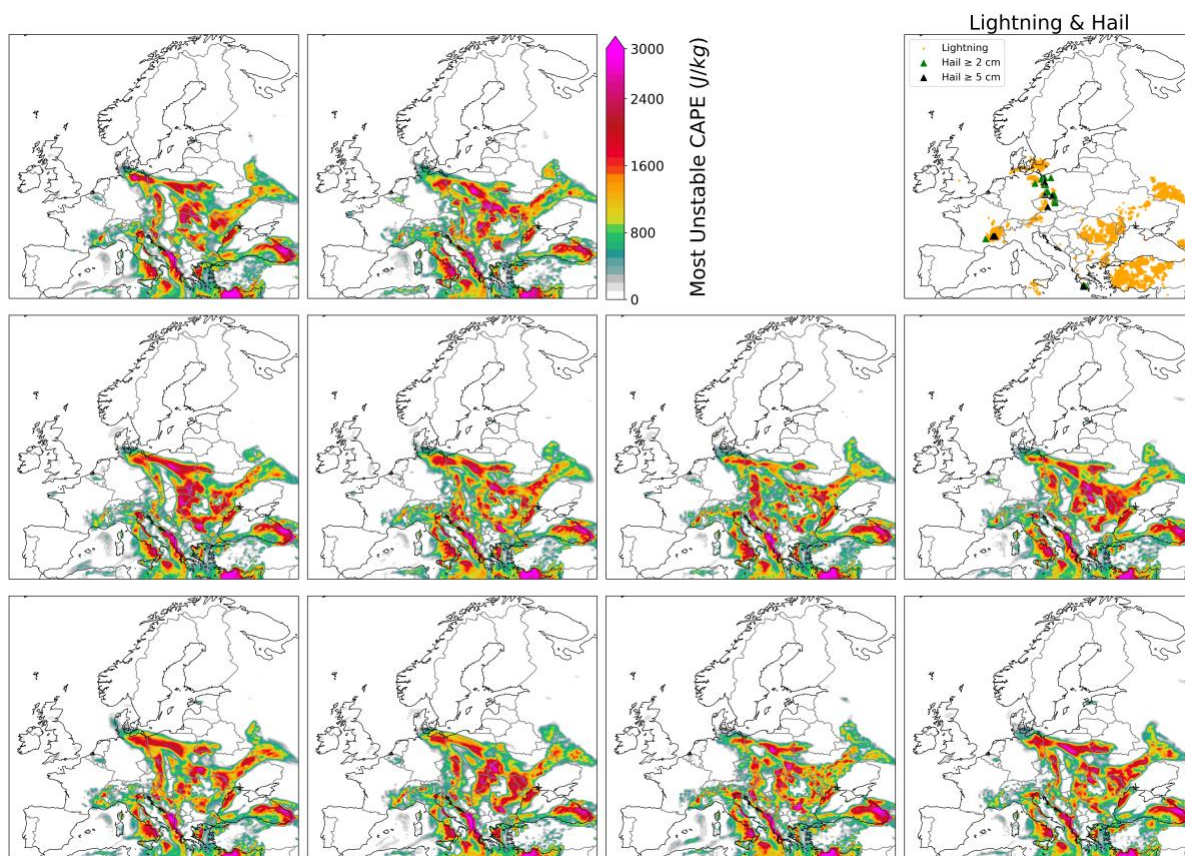 Lightning & Hail
Lightning
Hail ≥ 2 cm
Hail ≥ 5 cm
3000
2400
1600
800
0
Most Unstable CAPE (J/kg)